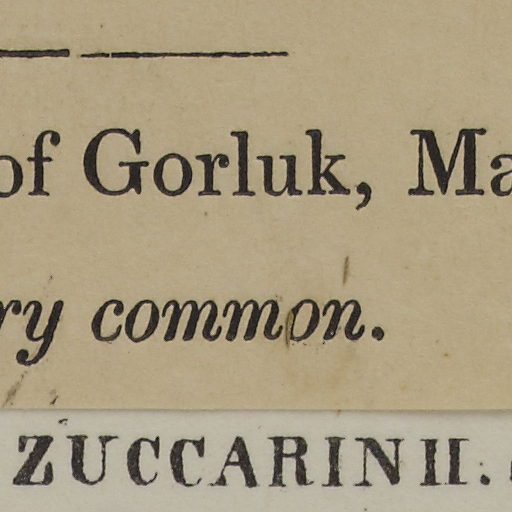 of Gorluk, Ma
ry common.
ZUCCARINII.